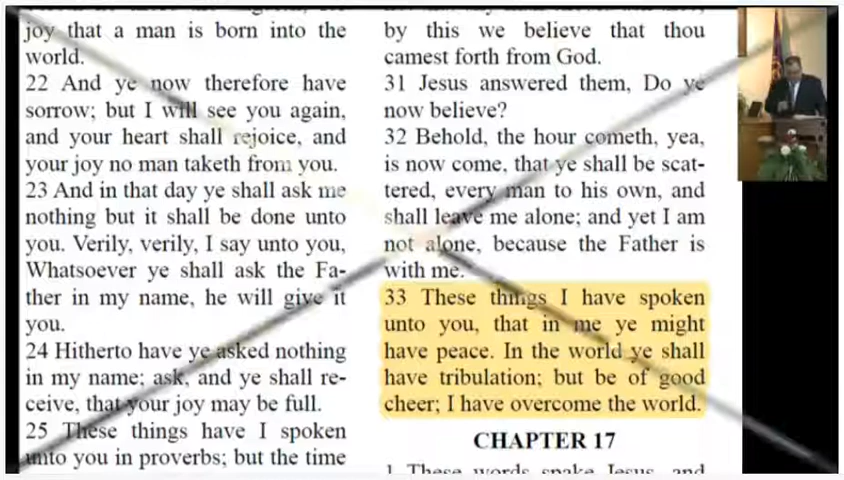 joy that a man is born into the
world.
22 And ye now therefore have
sorrow; but I will see you again,
and your heart shall rejoice, and
your joy no man taketh from you.
23 And in that day ye shall ask me
nothing but it shall be done unto
you. Verily, verily, I say unto you,
Whatsoever ye shall ask the Fa-
ther in my name, he will give it
you.
24 Hitherto have ye asked nothing
in my name; ask, and ye shall re-
ceive, that your joy may be full.
25 These things have I spoken
unto you in proverbs; but the time
by this we believe that thou
camest forth from God.
31 Jesus answered them, Do ye
now believe?
32 Behold, the hour cometh, yea,
is now come, that ye shall be scat-
tered, every man to his own, and
shall leave me alone; and yet I am
not alone, because the Father is
with me.
33 These things I have spoken
unto you, that in me ye might
have peace. In the world ye shall
have tribulation; but be of good
cheer; I have overcome the world.
CHAPTER 17
1 These words spake Jesus, and